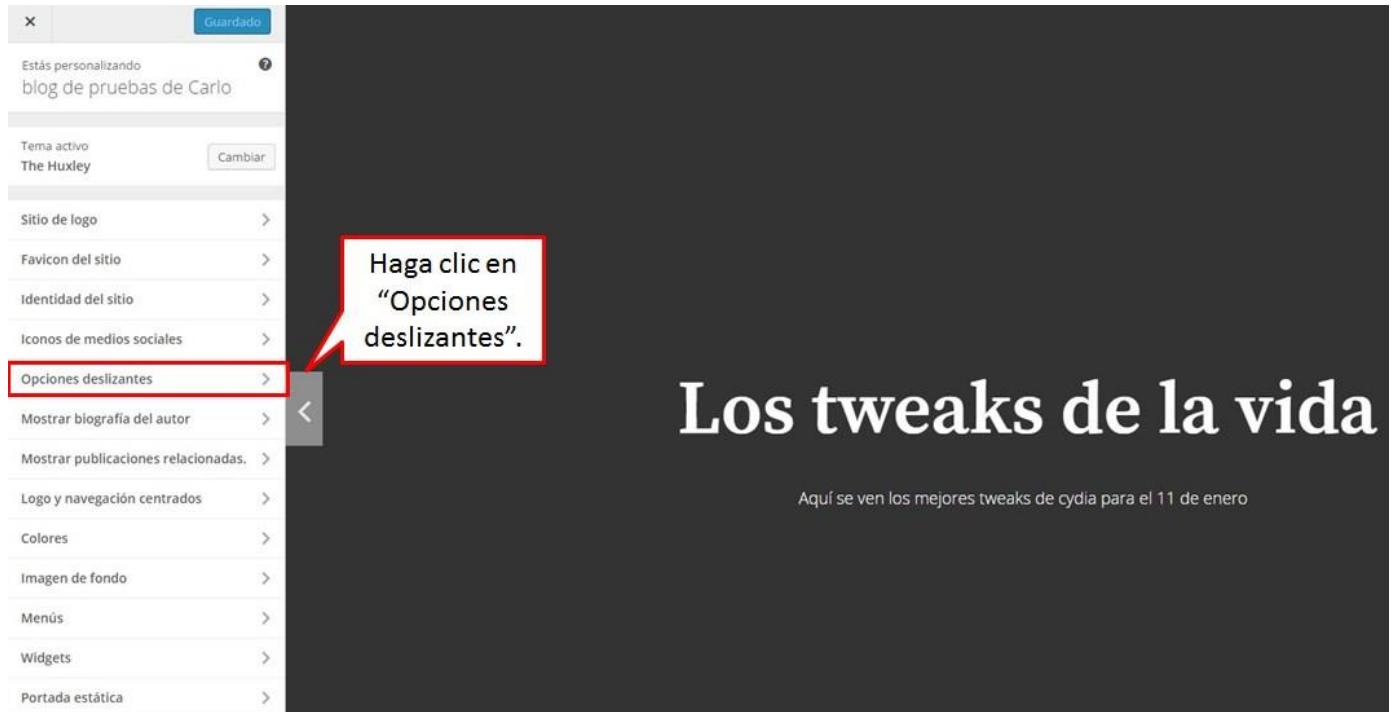 Guardado
Estás personalizando
blog de pruebas de Carlo
Tema activo
The Huxley
Cambiar
Sitio de logo
Favicon del sitio
Identidad del sitio
Iconos de medios sociales
Opciones deslizantes
Mostrar biografía del autor
Mostrar publicaciones relacionadas.
Logo y navegación centrados
Colores
Imagen de fondo
Menús
Widgets
Portada estática
Haga clic en
“Opciones
deslizantes”.
Los tweaks de la vida
Aquí se ven los mejores tweaks de cydia para el 11 de enero